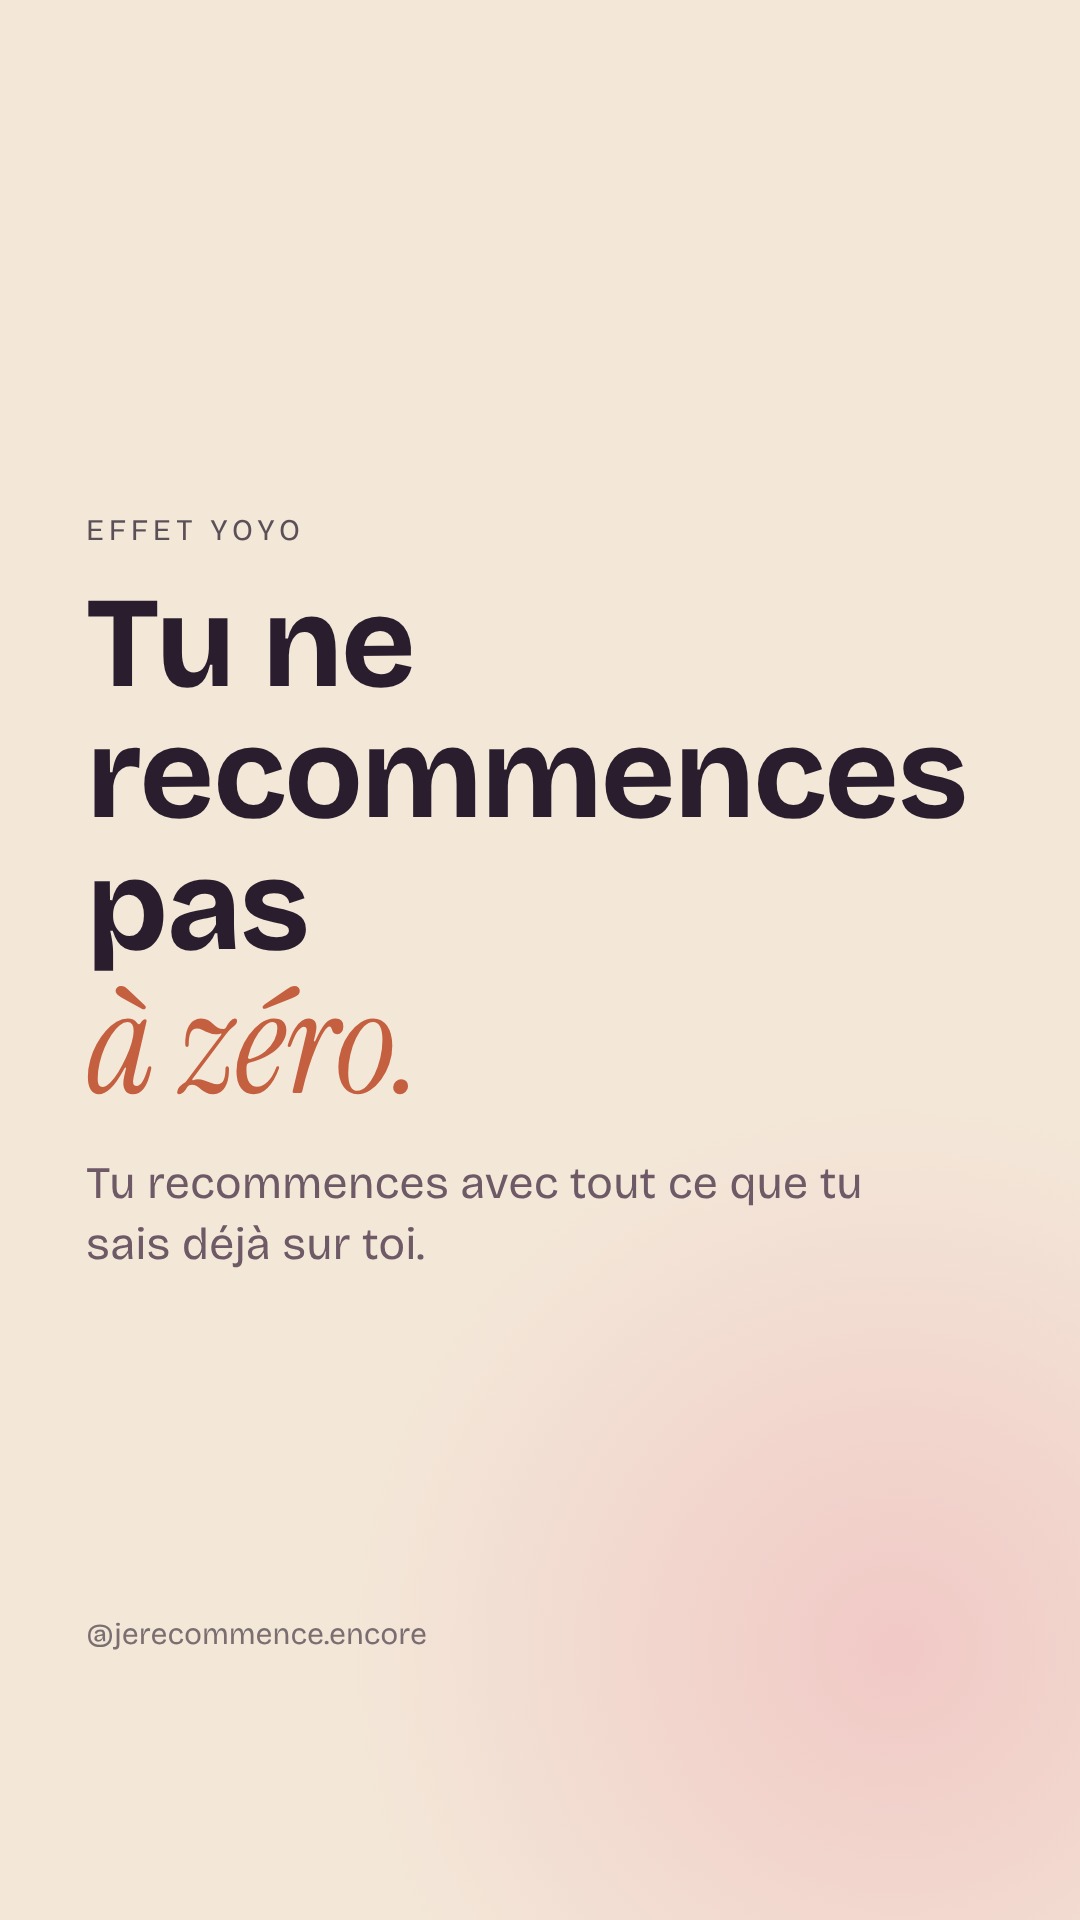 EFFET YOYO
Tu ne
recommences
pas
à zéro.
Tu recommences avec tout ce que tu
sais déjà sur toi.
@jerecommence.encore